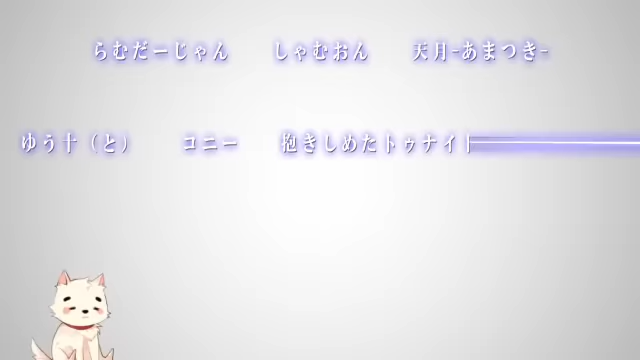 らむだーじゃん　しゃむおん　天月-あまつき-
ゆう十（と）　コニー　抱きしめたトゥナイト